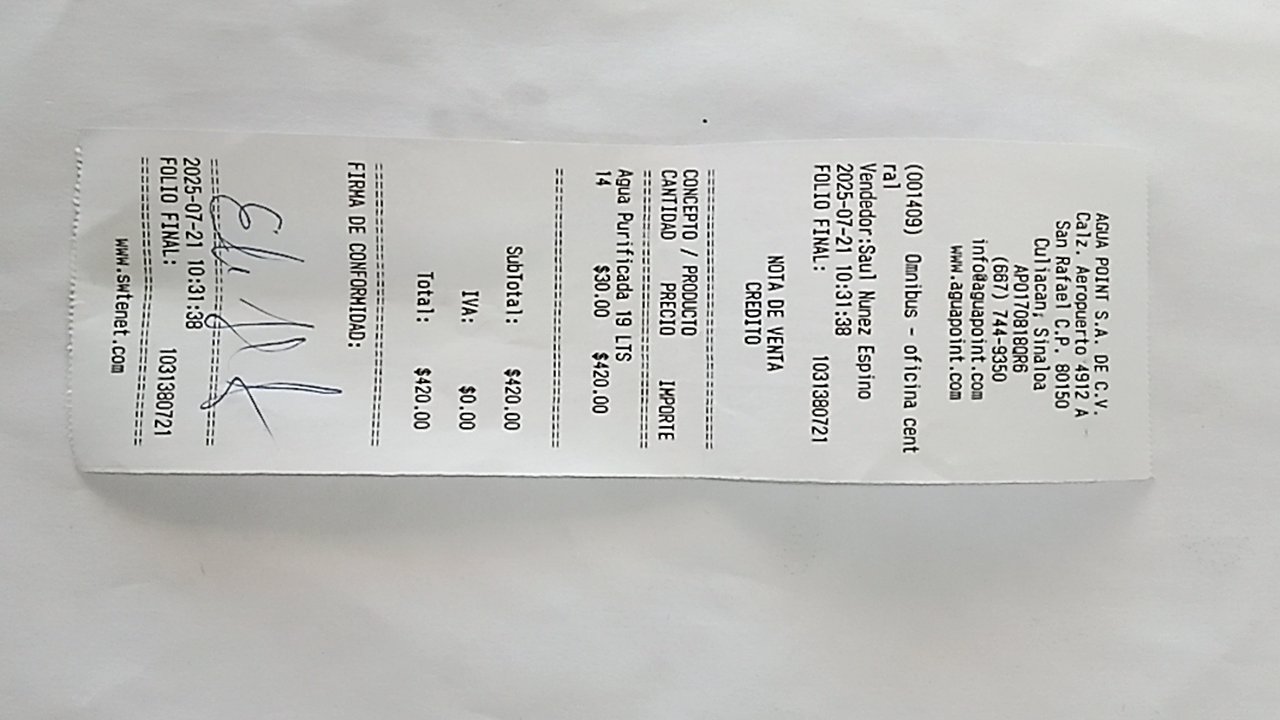 AGUA POINT S.A. DE C.V.
Calz. Aeropuerto 4912 A
San Rafael C.P. 80150
Culiacan, Sinaloa
APO170818QR6
(667) 744-9350
info@aguapoint.com
www.aguapoint.com
(001409) Omnibus - oficina cent
ral
Vendedor:Saul Nunez Espino
2025-07-21 10:31:38
FOLIO FINAL: 1031380721
NOTA DE VENTA
CREDITO
===============================
CONCEPTO / PRODUCTO
CANTIDAD PRECIO IMPORTE
===============================
Agua Purificada 19 LTS
14 $30.00 $420.00
===============================
SubTotal: $420.00
IVA: $0.00
Total: $420.00
===============================
FIRMA DE CONFORMIDAD:
===============================
2025-07-21 10:31:38
FOLIO FINAL: 1031380721
===============================
www.swtenet.com